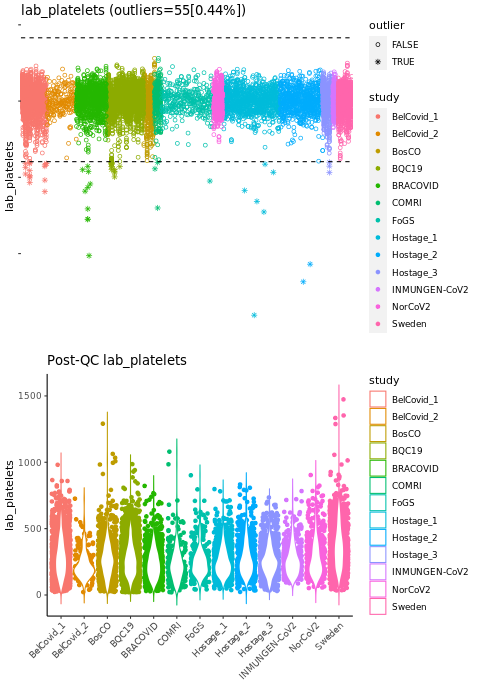 lab_platelets (outliers=55[0.44%])
lab_platelets
outlier
FALSE
TRUE
study
BelCovid_1
BelCovid_2
BosCO
BQC19
BRACOVID
COMRI
FoGS
Hostage_1
Hostage_2
Hostage_3
INMUNGEN-CoV2
NorCoV2
Sweden
Post-QC lab_platelets
lab_platelets
1500
1000
500
0
BelCovid_1
BelCovid_2
BosCO
BQC19
BRACOVID
COMRI
FoGS
Hostage_1
Hostage_2
Hostage_3
INMUNGEN-CoV2
NorCoV2
Sweden
study
BelCovid_1
BelCovid_2
BosCO
BQC19
BRACOVID
COMRI
FoGS
Hostage_1
Hostage_2
Hostage_3
INMUNGEN-CoV2
NorCoV2
Sweden